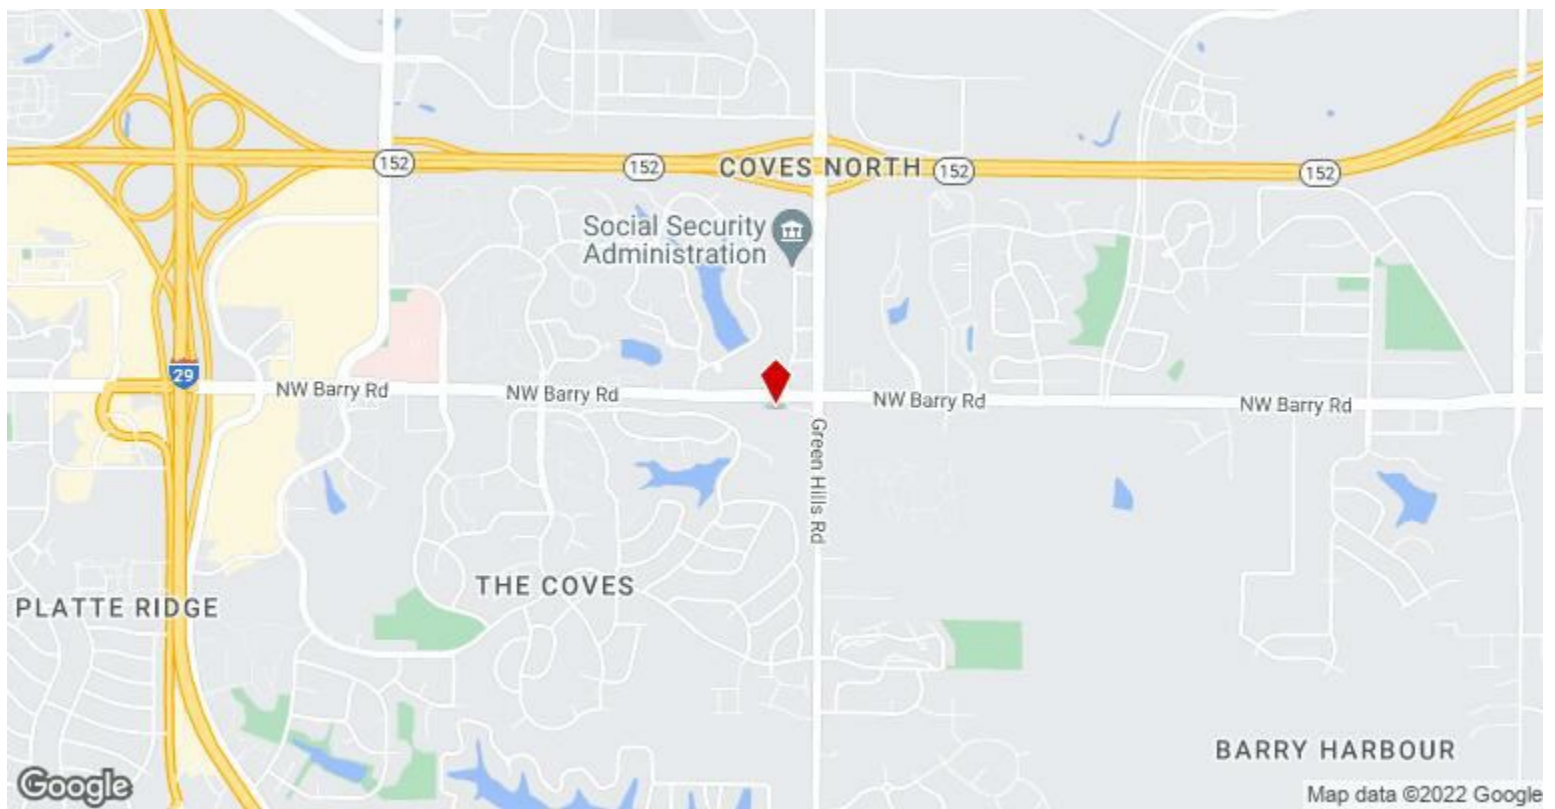 152
152
COVES NORTH
152
152
Social Security
Administration
29
NW Barry Rd
NW Barry Rd
NW Barry Rd
NW Barry Rd
Green Hills Rd
THE COVES
PLATTE RIDGE
BARRY HARBOUR
Google
Map data ©2022 Google